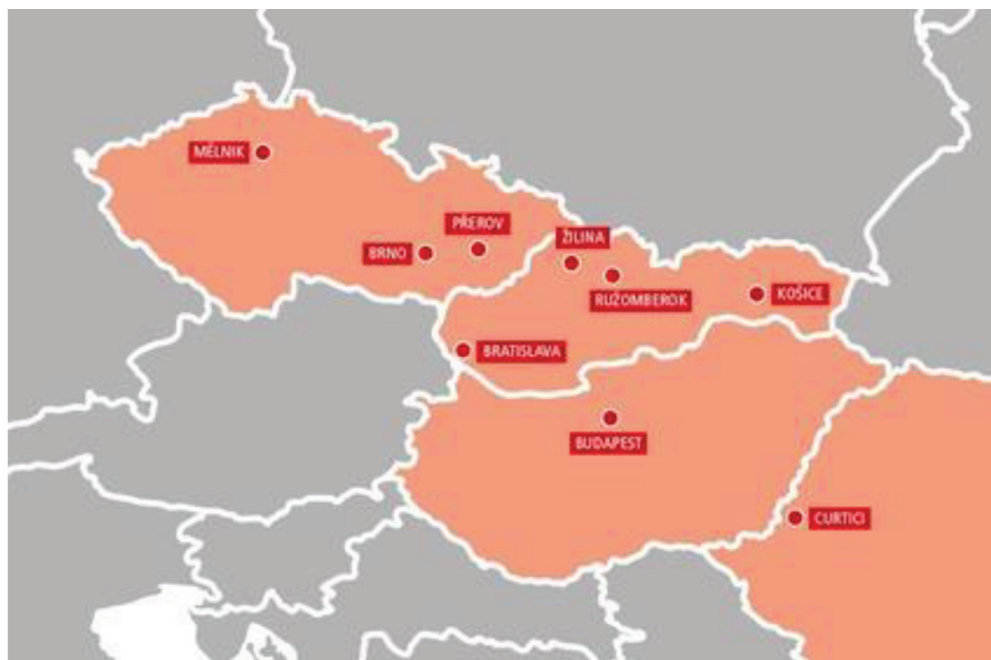 MĚLNIK
PŘEROV
BRNO
ŽILINA
RUŽOMBEROK
KOŠICE
BRATISLAVA
BUDAPEST
CURTICI